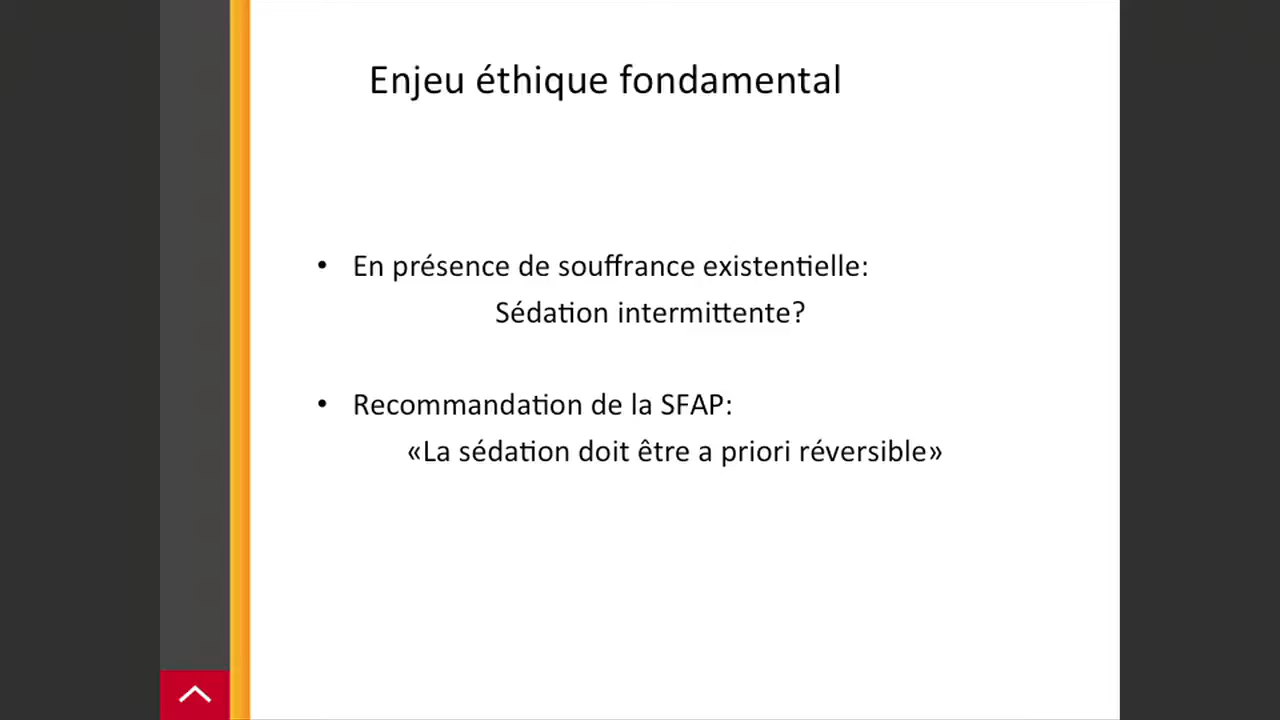 Enjeu éthique fondamental
• En présence de souffrance existentielle:
Sédation intermittente?
• Recommandation de la SFAP:
«La sédation doit être a priori réversible»